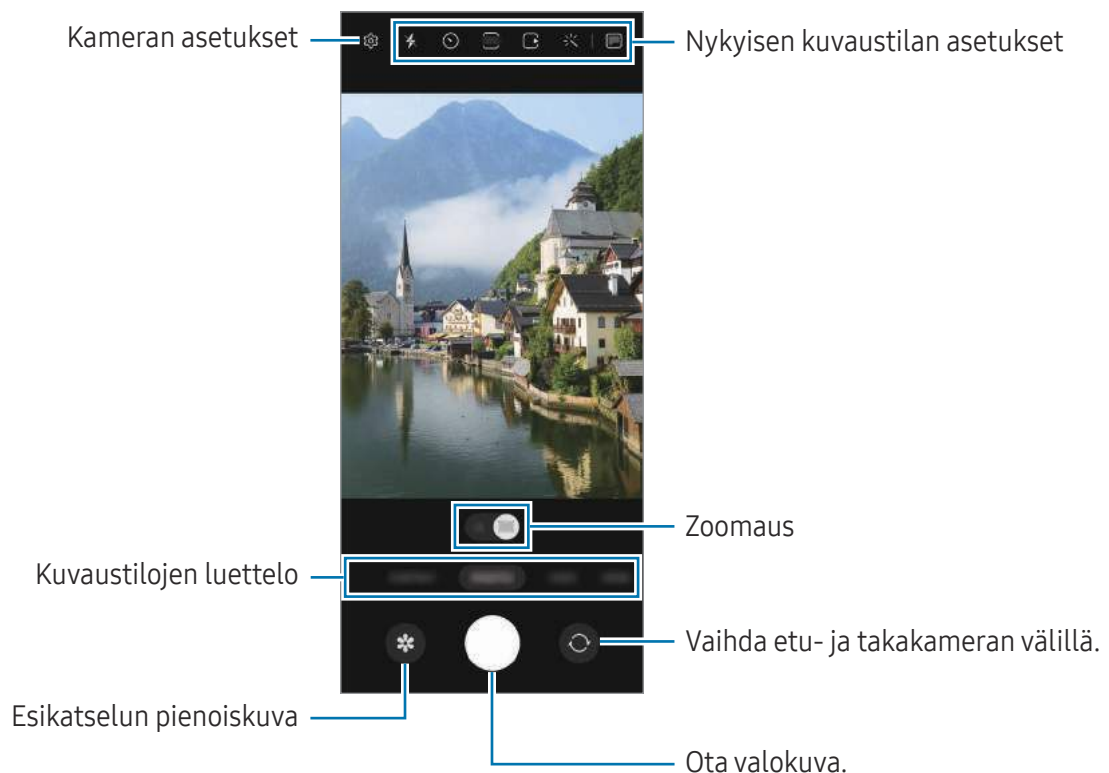 Kameran asetukset
Nykyisen kuvaustilan asetukset
Zoomaus
Kuvaustilojen luettelo
Vaihda etu- ja takakameran välillä.
Esikatselun pienoiskuva
Ota valokuva.